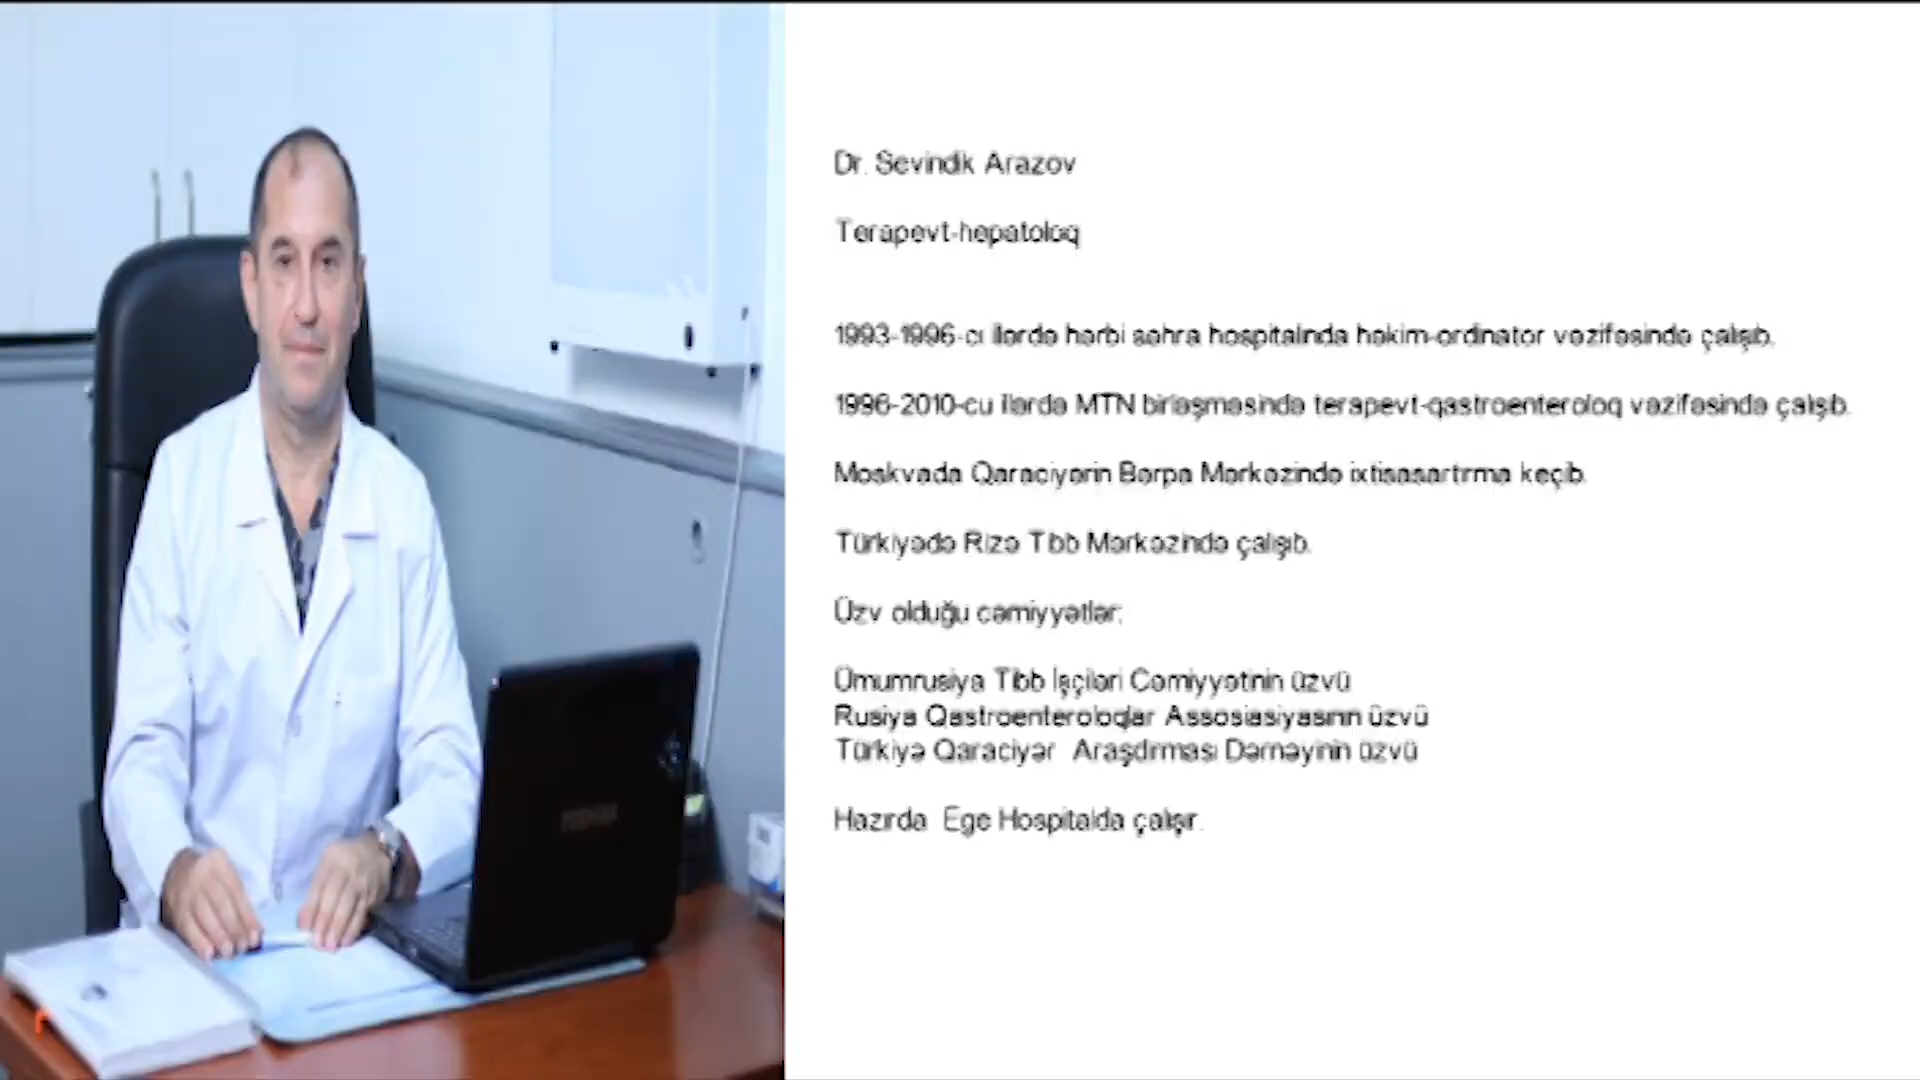 Dr. Sevindik Arazov
Terapevt-hepatoloq
1993-1996-cı illərdə hərbi səhra hospitalında həkim-ordinator vəzifəsində çalışıb.
1996-2010-cu illərdə MTN birləşməsində terapevt-qastroenteroloq vəzifəsində çalışıb.
Moskvada Qaraciyərin Bərpa Mərkəzində ixtisasartırma keçib.
Türkiyədə Rizə Tibb Mərkəzində çalışıb.
Üzv olduğu cəmiyyətlər:
Ümumrusiya Tibb İşçiləri Cəmiyyətinin üzvü
Rusiya Qastroenteroloqlar Assosiasiyasının üzvü
Türkiyə Qaraciyər Araşdırması Dərnəyinin üzvü
Hazırda Ege Hospitalda çalışır.
TOSHIBA